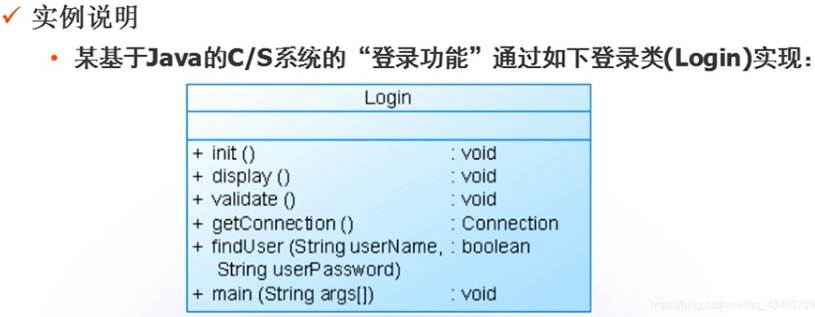 ✓ 实例说明
• 某基于Java的C/S系统的“登录功能”通过如下登录类(Login)实现：
Login
+ init () : void
+ display () : void
+ validate () : void
+ getConnection () : Connection
+ findUser (String userName, : boolean
String userPassword)
+ main (String args[]) : void
https://blog.csdn.net/qq_43403759